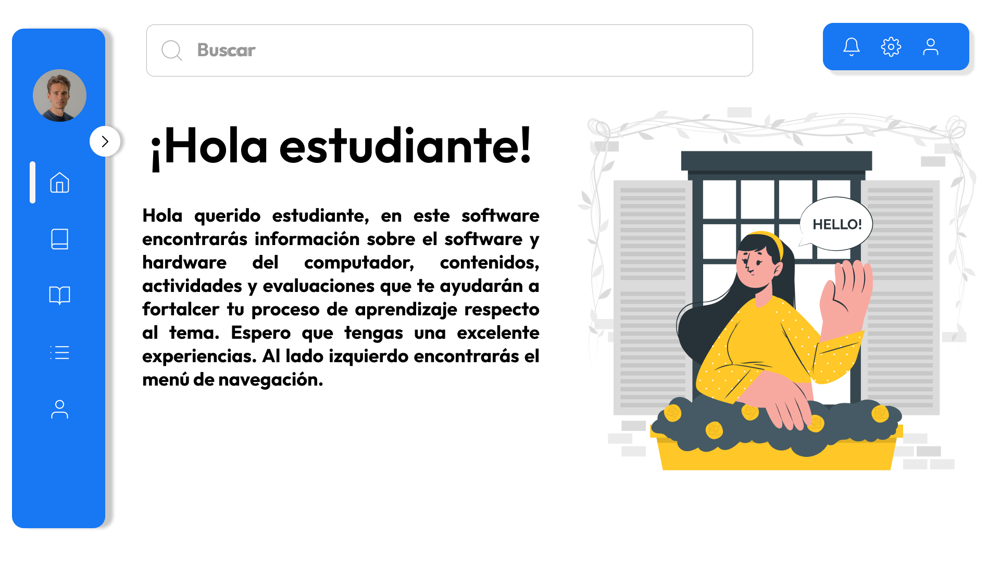 Buscar
¡Hola estudiante!
Hola querido estudiante, en este software
encontrarás información sobre el software y
hardware del computador, contenidos,
actividades y evaluaciones que te ayudarán a
fortalcer tu proceso de aprendizaje respecto
al tema. Espero que tengas una excelente
experiencias. Al lado izquierdo encontrarás el
menú de navegación.
HELLO!